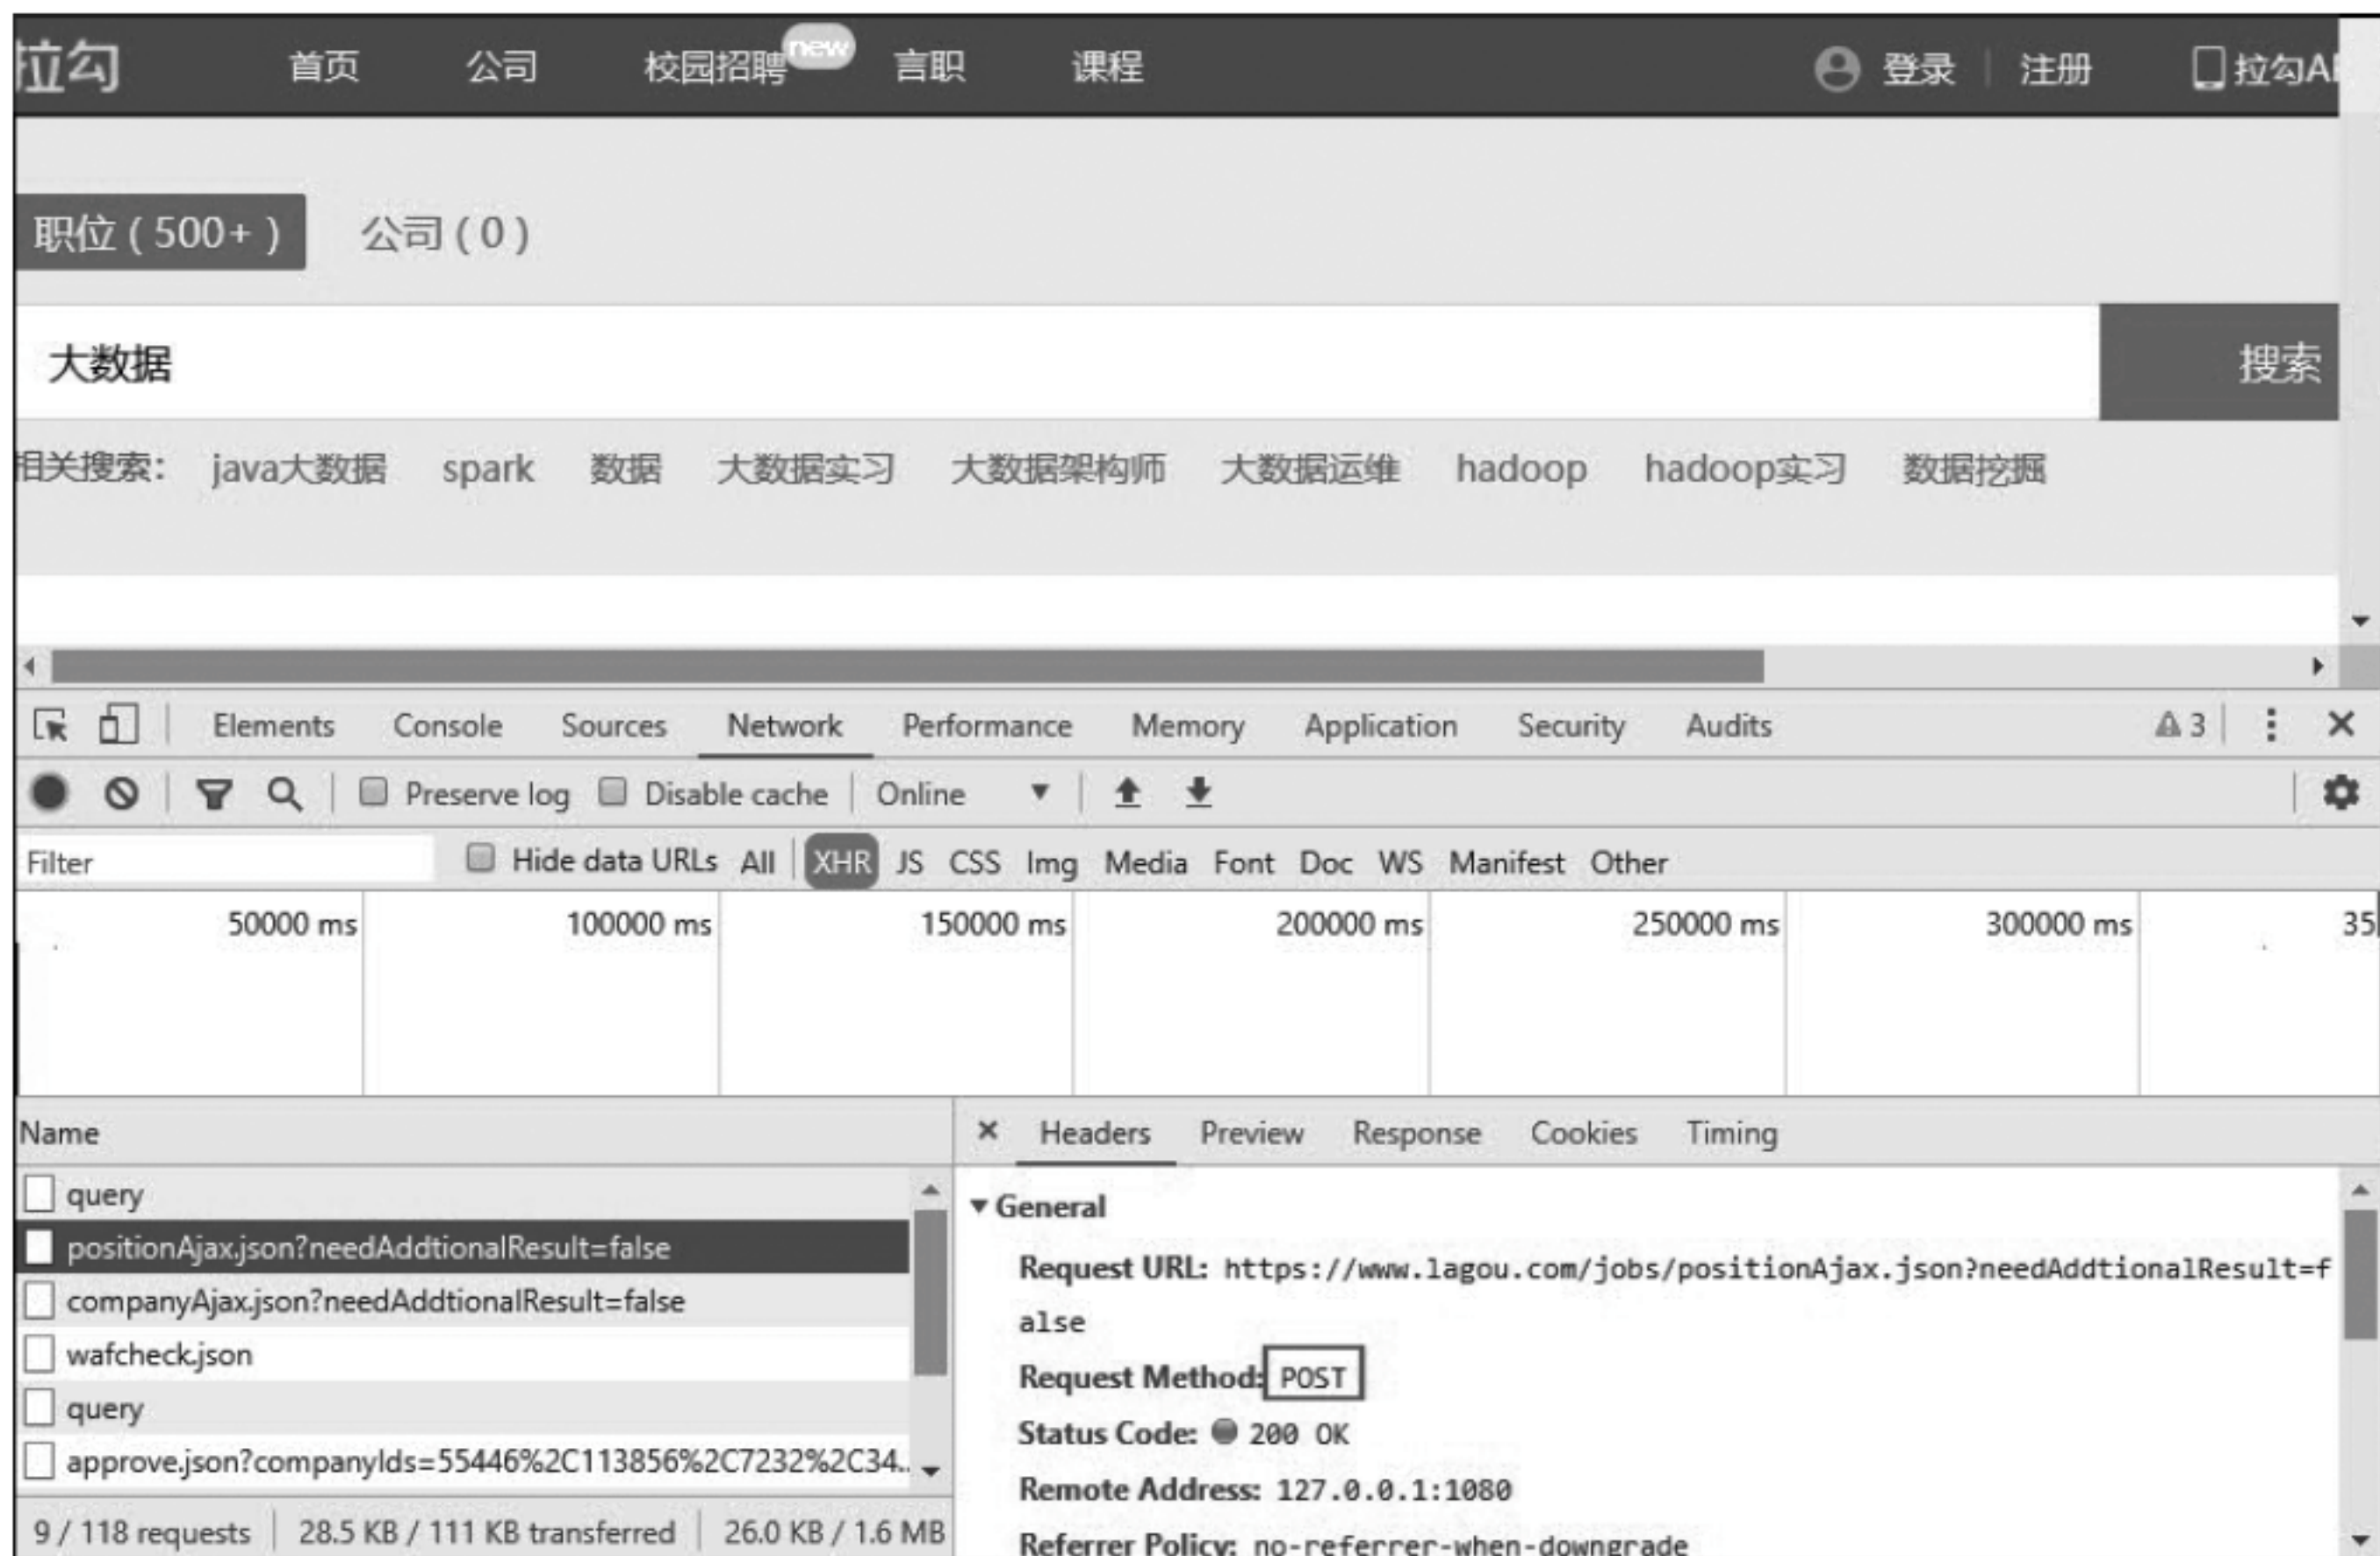 拉勾 首页 公司 校园招聘 new 言职 课程 登录 注册 拉勾AP
职位 ( 500+ ) 公司 ( 0 )
大数据 搜索
相关搜索: java大数据 spark 数据 大数据实习 大数据架构师 大数据运维 hadoop hadoop实习 数据挖掘
Elements Console Sources Network Performance Memory Application Security Audits 3
Preserve log Disable cache Online
Filter Hide data URLs All XHR JS CSS Img Media Font Doc WS Manifest Other
50000 ms 100000 ms 150000 ms 200000 ms 250000 ms 300000 ms 35
Name
query
positionAjax.json?needAddtionalResult=false
companyAjax.json?needAddtionalResult=false
wafcheck.json
query
approve.json?companyIds=55446%2C113856%2C7232%2C34..
9 / 118 requests 28.5 KB / 111 KB transferred 26.0 KB / 1.6 MB
Headers Preview Response Cookies Timing
General
Request URL: https://www.lagou.com/jobs/positionAjax.json?needAddtionalResult=f
alse
Request Method: POST
Status Code: 200 OK
Remote Address: 127.0.0.1:1080
Referrer Policy: no-referrer-when-downgrade